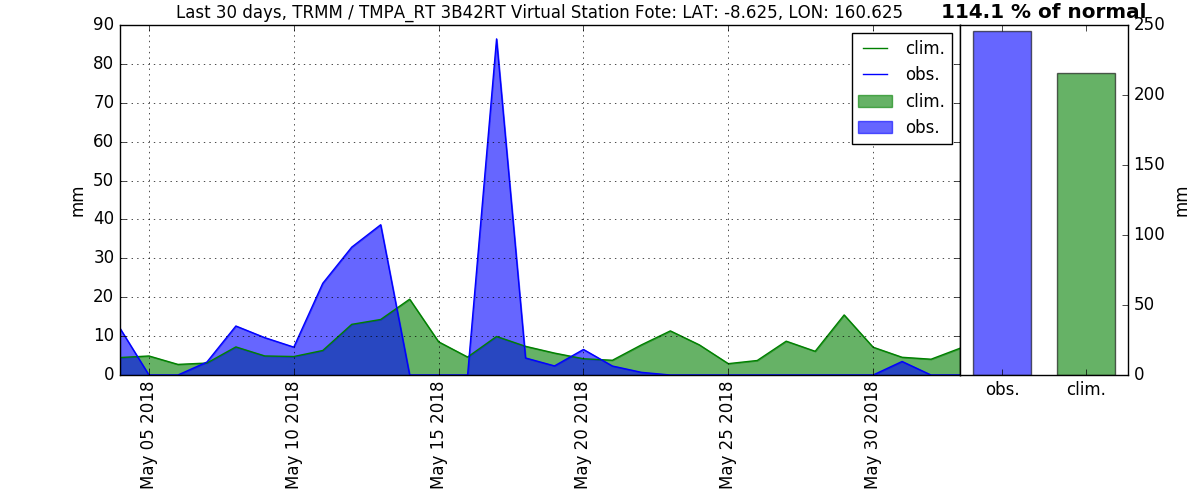 Last 30 days, TRMM / TMPA_RT 3B42RT Virtual Station Fote: LAT: -8.625, LON: 160.625
114.1 % of normal
90
80
70
60
50
40
30
20
10
0
mm
clim.
obs.
clim.
obs.
May 05 2018
May 10 2018
May 15 2018
May 20 2018
May 25 2018
May 30 2018
250
200
150
100
50
0
mm
obs.
clim.